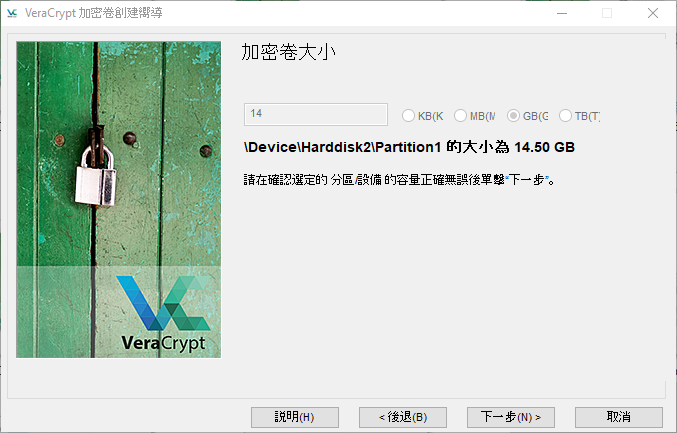 VeraCrypt 加密卷創建嚮導
加密卷大小
14
KB(K
MB(M
GB(G
TB(T)
\Device\Harddisk2\Partition1 的大小為 14.50 GB
請在確認選定的 分區/設備 的容量正確無誤後單擊“下一步”。
VeraCrypt
說明(H)
< 後退(B)
下一步(N) >
取消